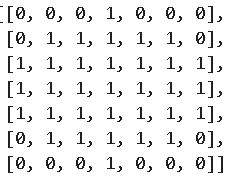 [[0, 0, 0, 1, 0, 0, 0],
[0, 1, 1, 1, 1, 1, 0],
[1, 1, 1, 1, 1, 1, 1],
[1, 1, 1, 1, 1, 1, 1],
[1, 1, 1, 1, 1, 1, 1],
[0, 1, 1, 1, 1, 1, 0],
[0, 0, 0, 1, 0, 0, 0]]